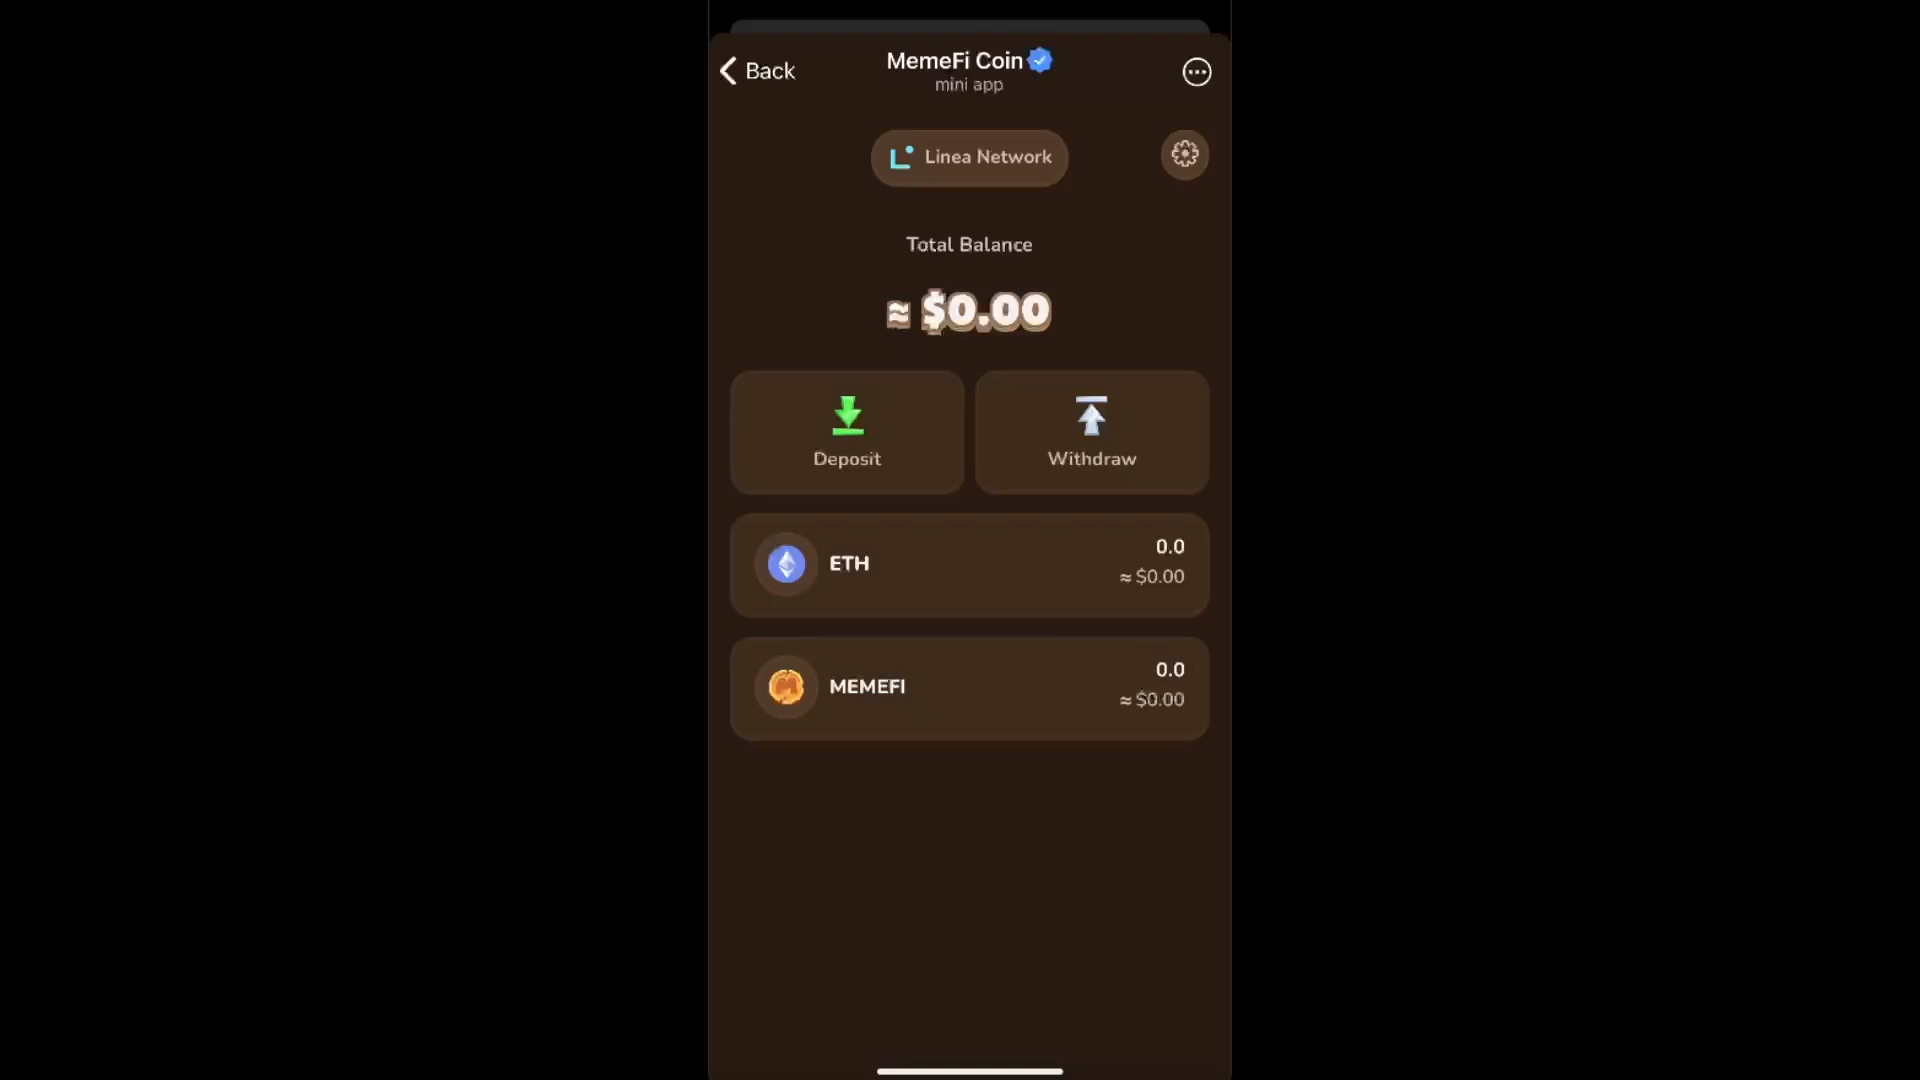 Back
MemeFi Coin
mini app
Linea Network
Total Balance
≈ $0.00
Deposit
Withdraw
ETH
0.0
≈ $0.00
MEMEFI
0.0
≈ $0.00